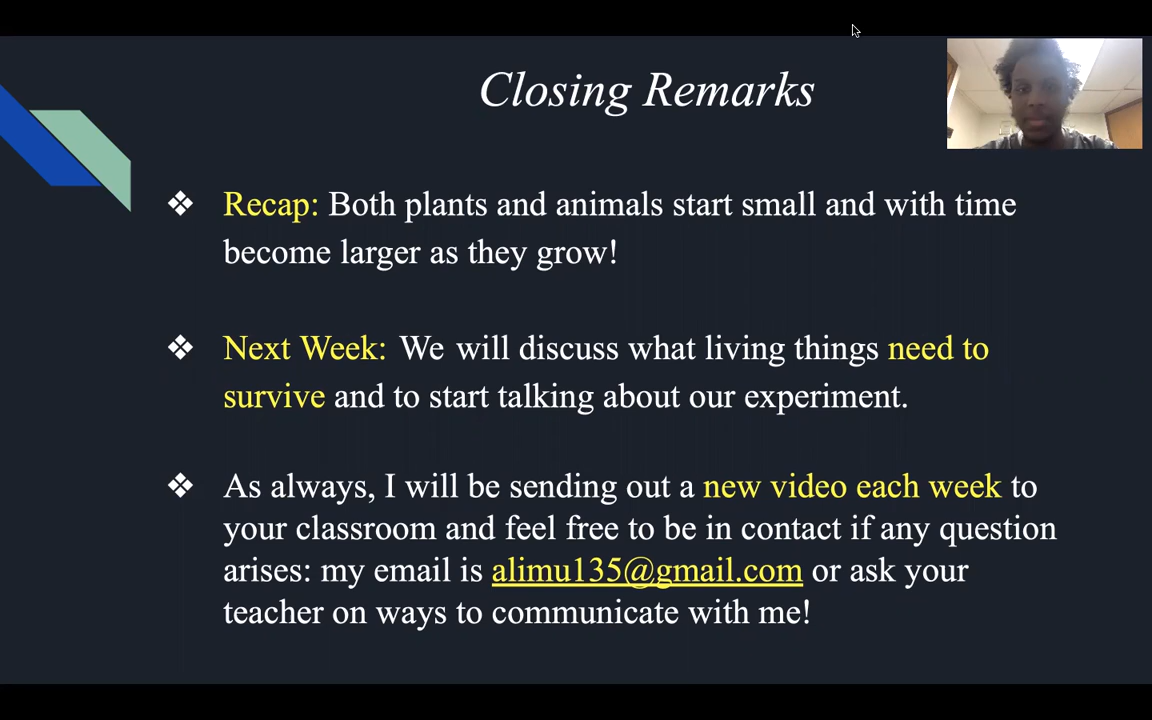 Closing Remarks
❖ Recap: Both plants and animals start small and with time
become larger as they grow!
❖ Next Week: We will discuss what living things need to
survive and to start talking about our experiment.
❖ As always, I will be sending out a new video each week to
your classroom and feel free to be in contact if any question
arises: my email is alimu135@gmail.com or ask your
teacher on ways to communicate with me!